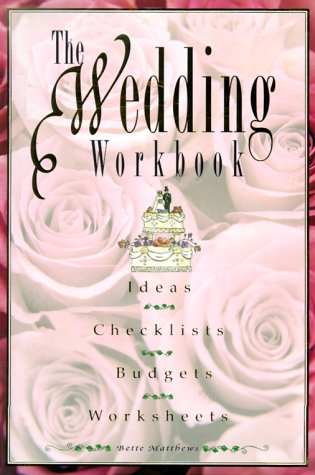 The
Wedding
Workbook
Ideas
Checklists
Budgets
Worksheets
Bette Matthews